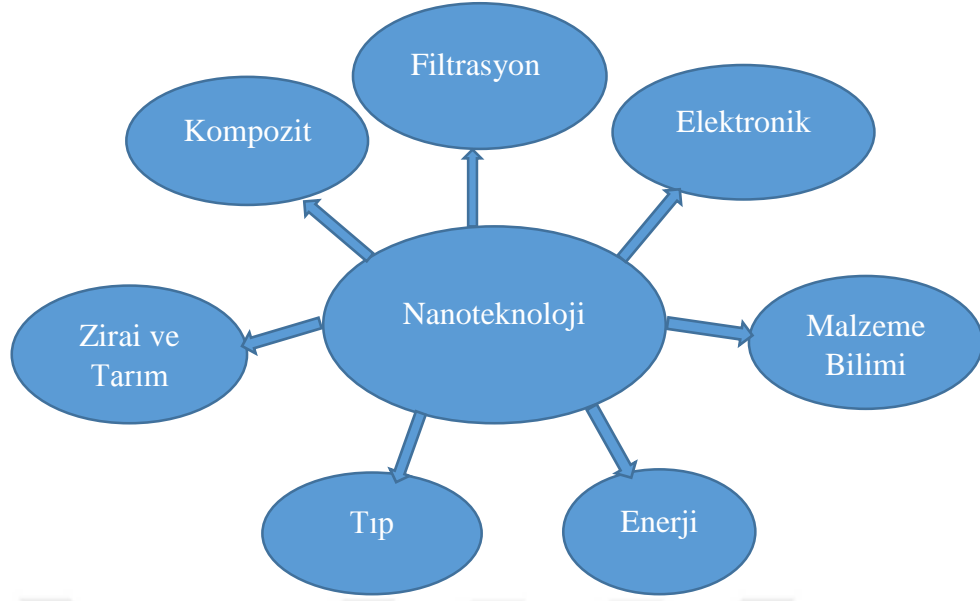 Filtrasyon
Kompozit
Elektronik
Nanoteknoloji
Zirai ve
Tarım
Malzeme
Bilimi
Tıp
Enerji